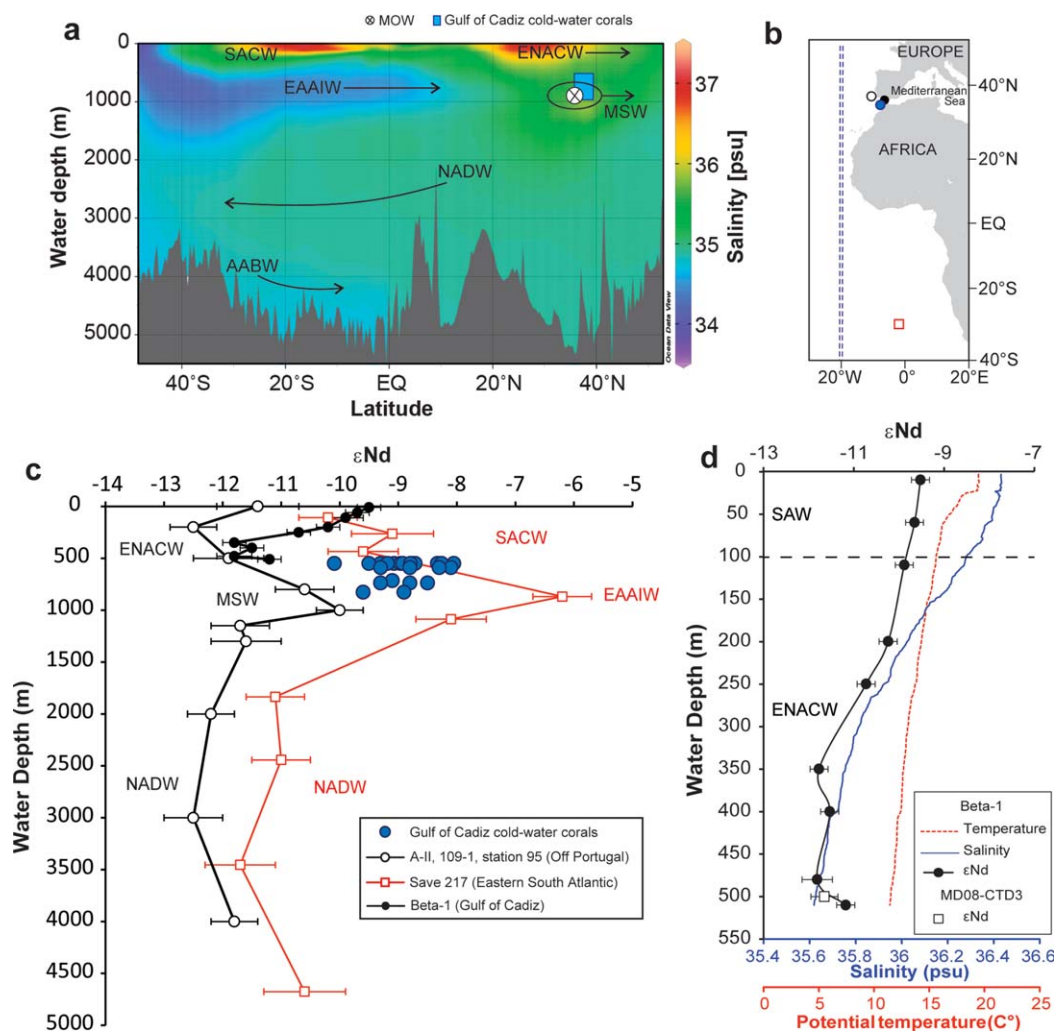 ⊗ MOW Gulf of Cadiz cold-water corals
a
0
1000
2000
3000
4000
5000
Water depth (m)
SACW
ENACW
EAAIW
MSW
NADW
AABW
Ocean Data View
40°S 20°S EQ 20°N 40°N
Latitude
37
36
35
34
Salinity [psu]
b
EUROPE
Mediterranean
Sea
AFRICA
40°N
20°N
EQ
20°S
40°S
20°W 0° 20°E
c
εNd
-14 -13 -12 -11 -10 -9 -8 -7 -6 -5
0
500
1000
1500
2000
2500
3000
3500
4000
4500
5000
Water Depth (m)
ENACW
SACW
MSW
EAAIW
NADW
NADW
Gulf of Cadiz cold-water corals
A-II, 109-1, station 95 (Off Portugal)
Save 217 (Eastern South Atlantic)
Beta-1 (Gulf of Cadiz)
d
εNd
-13 -11 -9 -7
0
50
100
150
200
250
300
350
400
450
500
550
Water Depth (m)
SAW
ENACW
Beta-1
Temperature
Salinity
εNd
MD08-CTD3
εNd
35.4 35.6 35.8 36 36.2 36.4 36.6
Salinity (psu)
0 5 10 15 20 25
Potential temperature(C°)